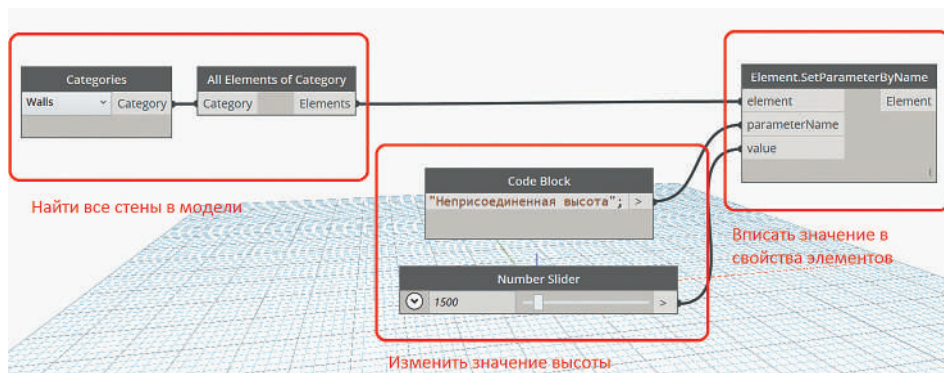 Categories
Walls
Category
All Elements of Category
Category
Elements
Найти все стены в модели
Code Block
"Неприсоединенная высота";
>
Number Slider
1500
>
Изменить значение высоты
Element.SetParameterByName
element
Element
parameterName
value
l
Вписать значение в
свойства элементов